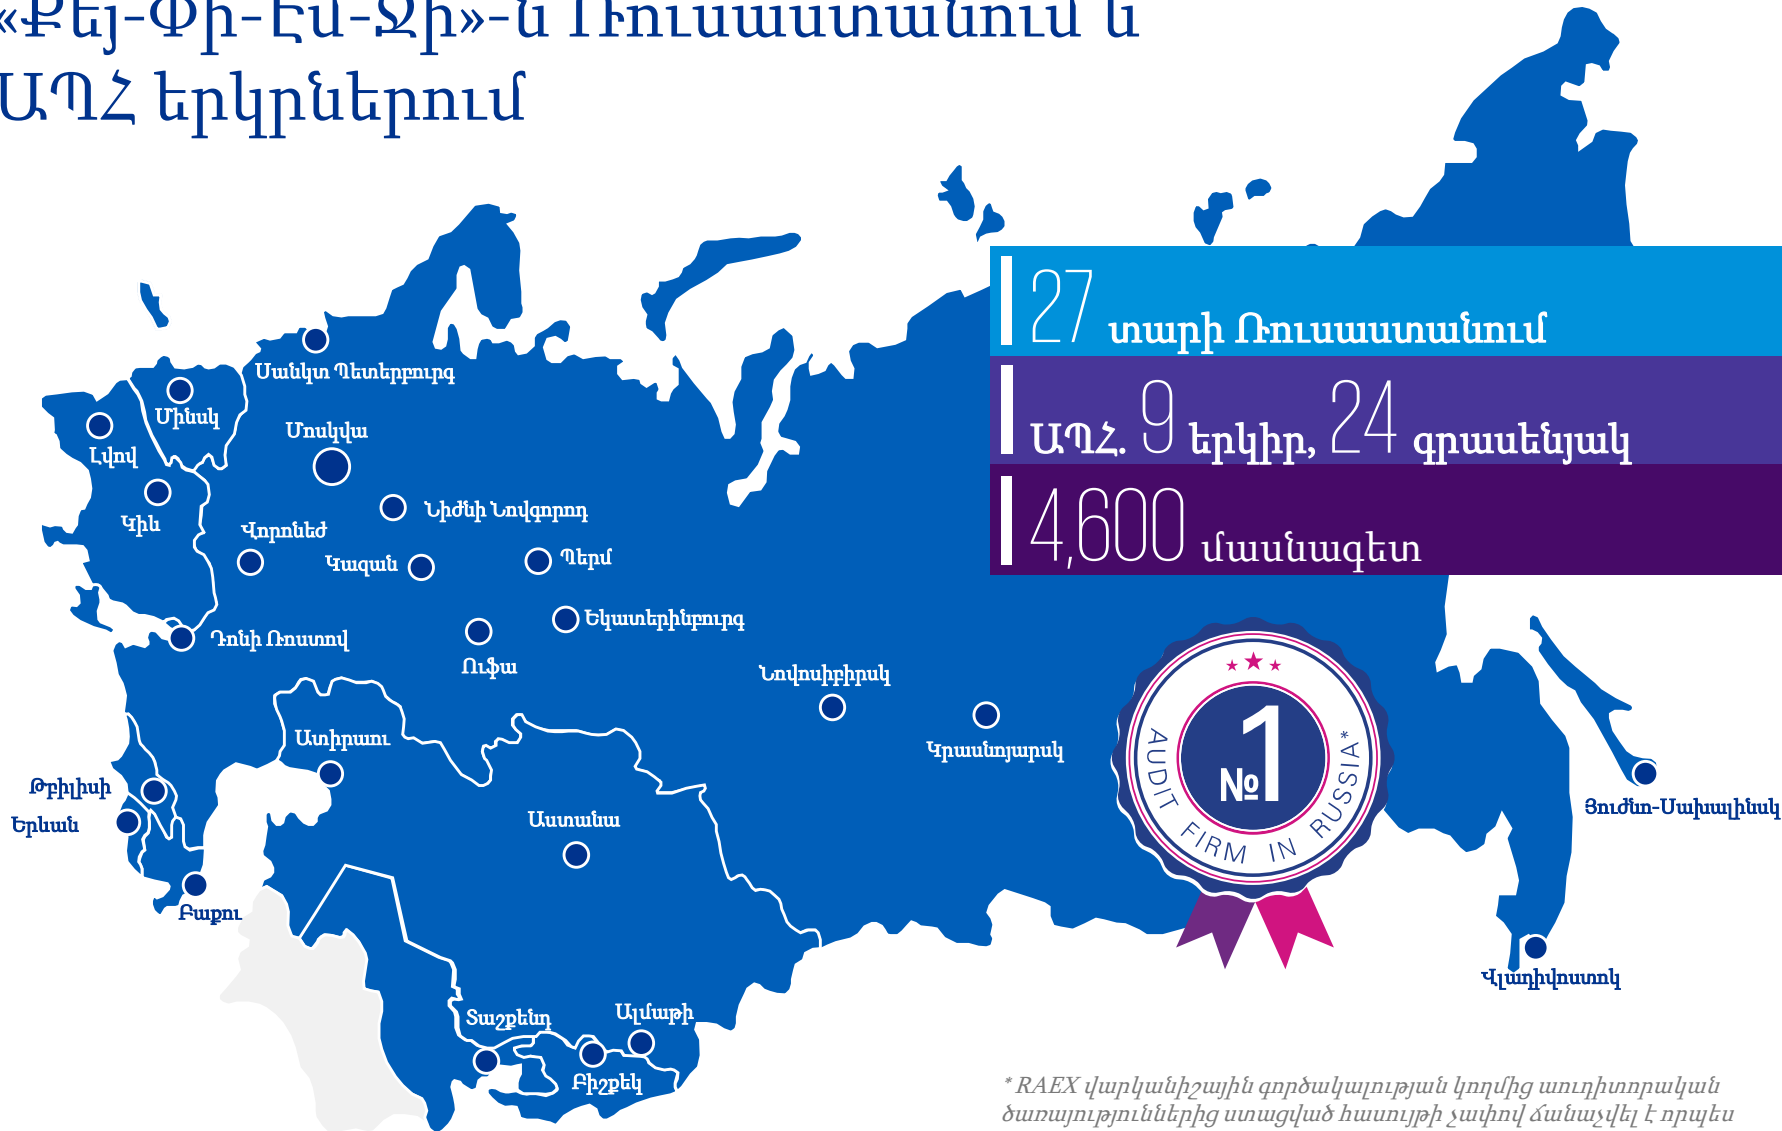 «Քեյ-Փի-Էմ-Ջի»-ն Ռուսաստանում և
ԱՊՀ երկրներում
27 տարի Ռուսաստանում
ԱՊՀ. 9 երկիր, 24 գրասենյակ
4,600 մասնագետ
Սանկտ Պետերբուրգ
Մինսկ
Մոսկվա
Լվով
Կիև
Նիժնի Նովգորոդ
Վորոնեժ
Կազան
Պերմ
Եկատերինբուրգ
Դոնի Ռոստով
Ուֆա
Նովոսիբիրսկ
Կրասնոյարսկ
Ատիրաու
Թբիլիսի
Երևան
Աստանա
Բաքու
Յուժնո-Սախալինսկ
Վլադիվոստոկ
Տաշքենդ
Ալմաթի
Բիշքեկ
№1
AUDIT FIRM IN RUSSIA*
* RAEX վարկանիշային գործակալության կողմից աուդիտորական
ծառայություններից ստացված հասույթի չափով ճանաչվել է որպես